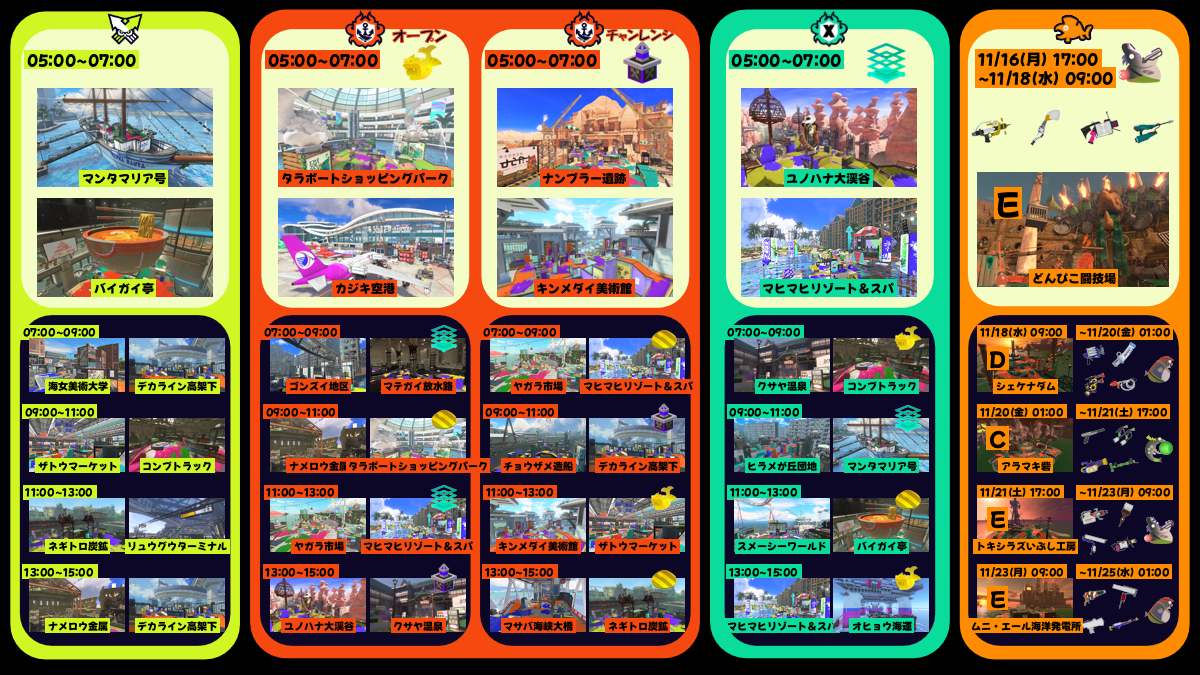 05:00~07:00
マンタマリア号
バイガイ亭
07:00~09:00
海女美術大学
デカライン高架下
09:00~11:00
ザトウマーケット
コンブトラック
11:00~13:00
ネギトロ炭鉱
リュウグウターミナル
13:00~15:00
ナメロウ金属
デカライン高架下
オープン
05:00~07:00
タラポートショッピングパーク
カジキ空港
07:00~09:00
ゴンズイ地区
マテガイ放水路
09:00~11:00
ナメロウ金属
タラポートショッピングパーク
11:00~13:00
ヤガラ市場
マヒマヒリゾート&スパ
13:00~15:00
ユノハナ大渓谷
クサヤ温泉
チャンレンジ
05:00~07:00
ナンプラー遺跡
キンメダイ美術館
07:00~09:00
ヤガラ市場
マヒマヒリゾート&スパ
09:00~11:00
チョウザメ造船
デカライン高架下
11:00~13:00
キンメダイ美術館
ザトウマーケット
13:00~15:00
マサバ海峡大橋
ネギトロ炭鉱
X
05:00~07:00
ユノハナ大渓谷
マヒマヒリゾート&スパ
07:00~09:00
クサヤ温泉
コンブトラック
09:00~11:00
ヒラメが丘団地
マンタマリア号
11:00~13:00
スメーシーワールド
バイガイ亭
13:00~15:00
マヒマヒリゾート&スパ
オヒョウ海運
11/16(月) 17:00
~11/18(水) 09:00
E
どんぴこ闘技場
11/18(水) 09:00
~11/20(金) 01:00
D
シェケナダム
11/20(金) 01:00
~11/21(土) 17:00
C
アラマキ砦
11/21(土) 17:00
~11/23(月) 09:00
E
トキシラズいぶし工房
11/23(月) 09:00
~11/25(水) 01:00
E
ムニ・エール海洋発電所